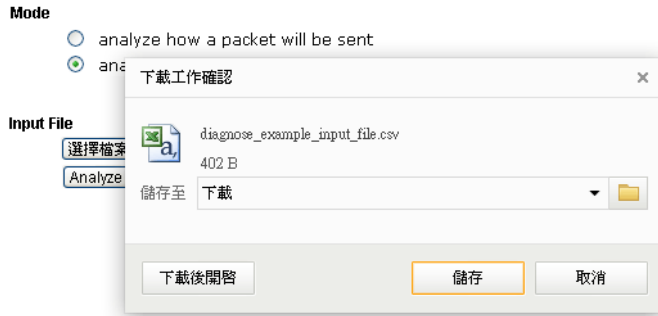 Mode
analyze how a packet will be sent
ana
下載工作確認
×
Input File
選擇檔案
Analyze
a,
diagnose_example_input_file.csv
402 B
儲存至
下載
下載後開啓
儲存
取消